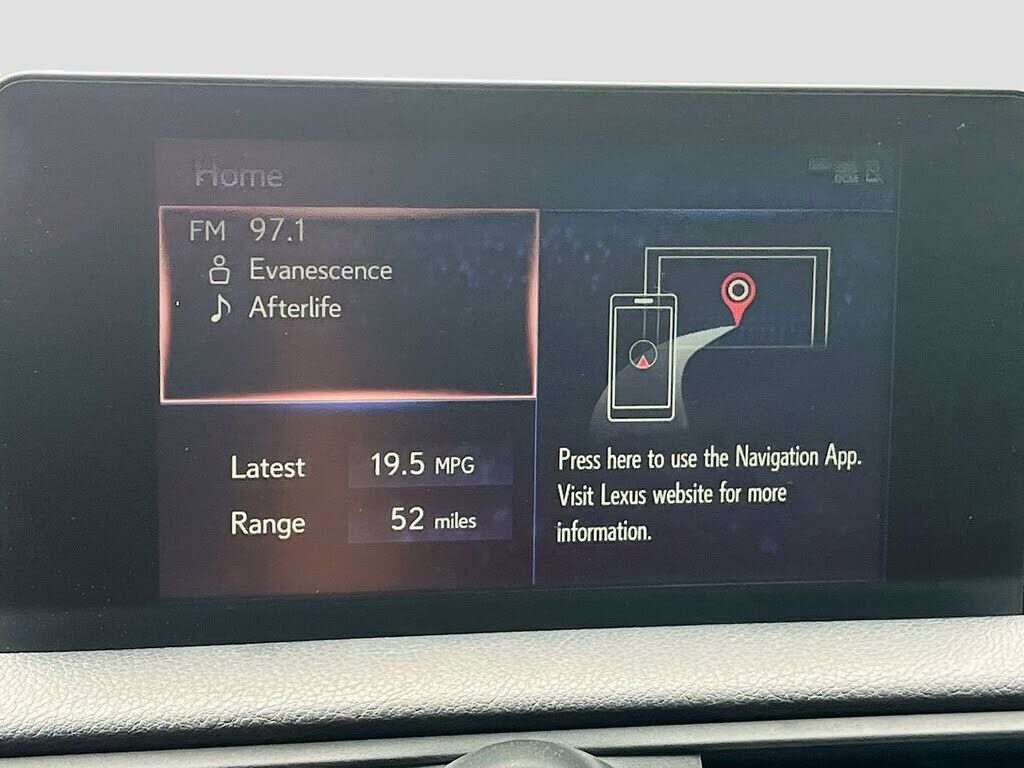 Home
FM 97.1
Evanescence
Afterlife
Latest 19.5 MPG
Range 52 miles
Press here to use the Navigation App.
Visit Lexus website for more
information.